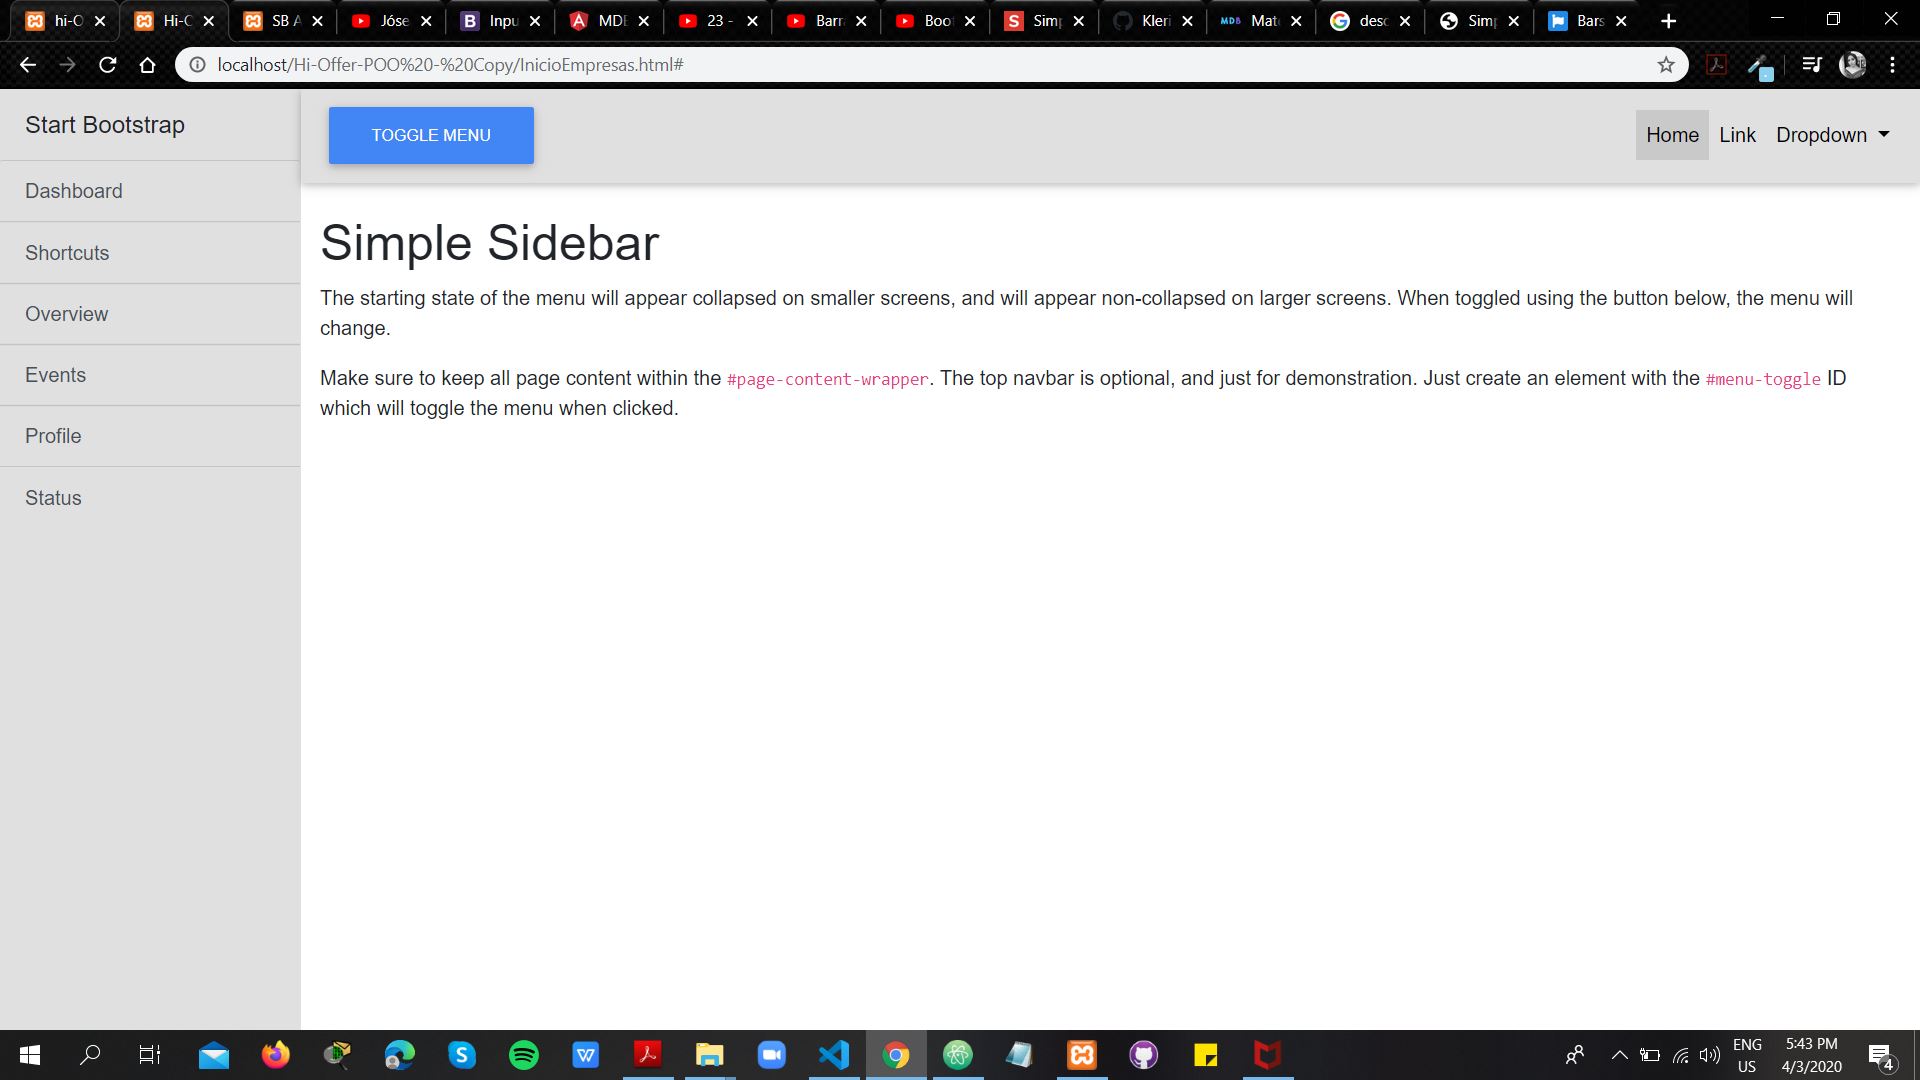 hi-O
Hi-C
SB A
Jóse
Inpu
MDB
23 -
Barr
Boot
S
Simp
Kleri
MDB
Mate
desc
Simp
Bars
localhost/Hi-Offer-POO%20-%20Copy/InicioEmpresas.html#
Start Bootstrap
TOGGLE MENU
Home Link Dropdown
Dashboard
Shortcuts
Overview
Events
Profile
Status
Simple Sidebar
The starting state of the menu will appear collapsed on smaller screens, and will appear non-collapsed on larger screens. When toggled using the button below, the menu will
change.
Make sure to keep all page content within the #page-content-wrapper. The top navbar is optional, and just for demonstration. Just create an element with the #menu-toggle ID
which will toggle the menu when clicked.
ENG
US
5:43 PM
4/3/2020
4